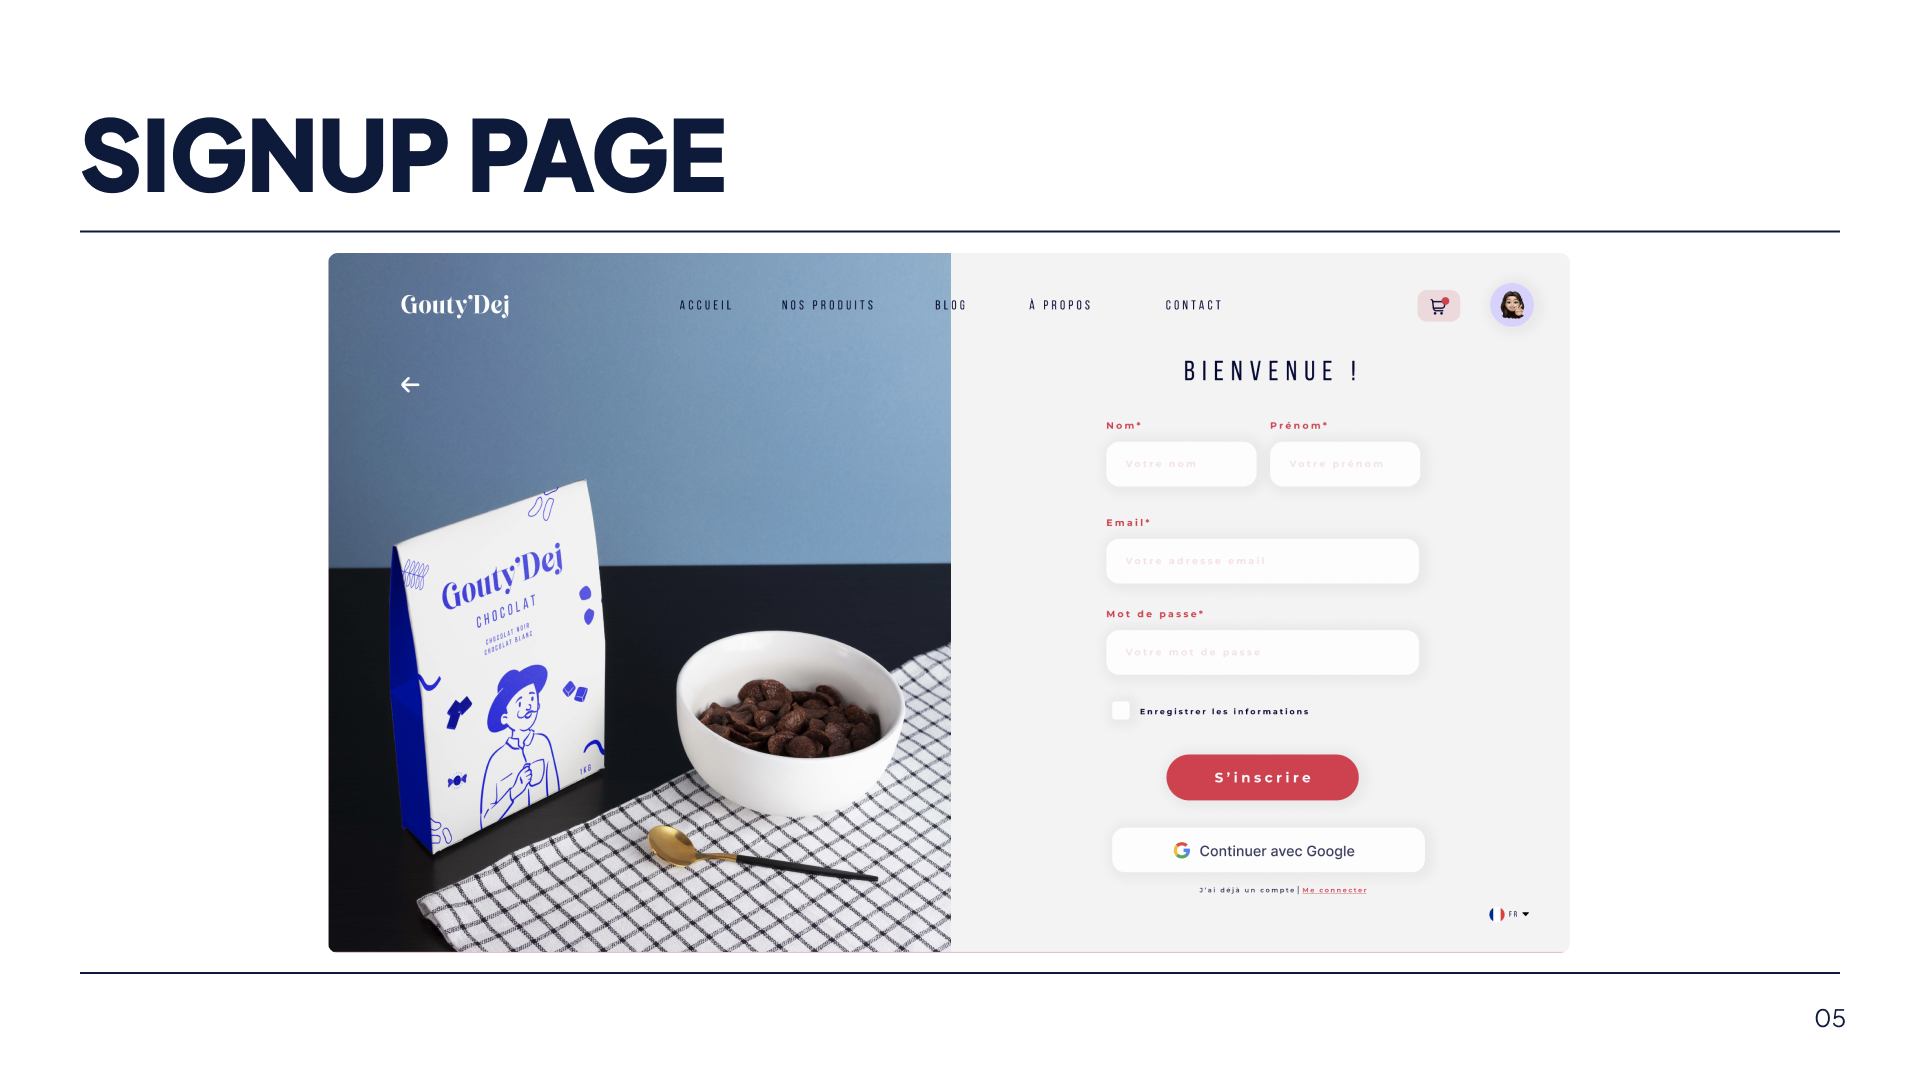 SIGNUP PAGE
Gouty'Dej
ACCUEIL NOS PRODUITS BLOG À PROPOS CONTACT
BIENVENUE !
Nom* Prénom*
Votre nom Votre prénom
Email*
Votre adresse email
Mot de passe*
Votre mot de passe
Enregistrer les informations
S'inscrire
Continuer avec Google
J'ai déjà un compte | Me connecter
FR
Gouty'Dej
CHOCOLAT
CHOCOLAT NOIR
CHOCOLAT BLANC
1KG
05